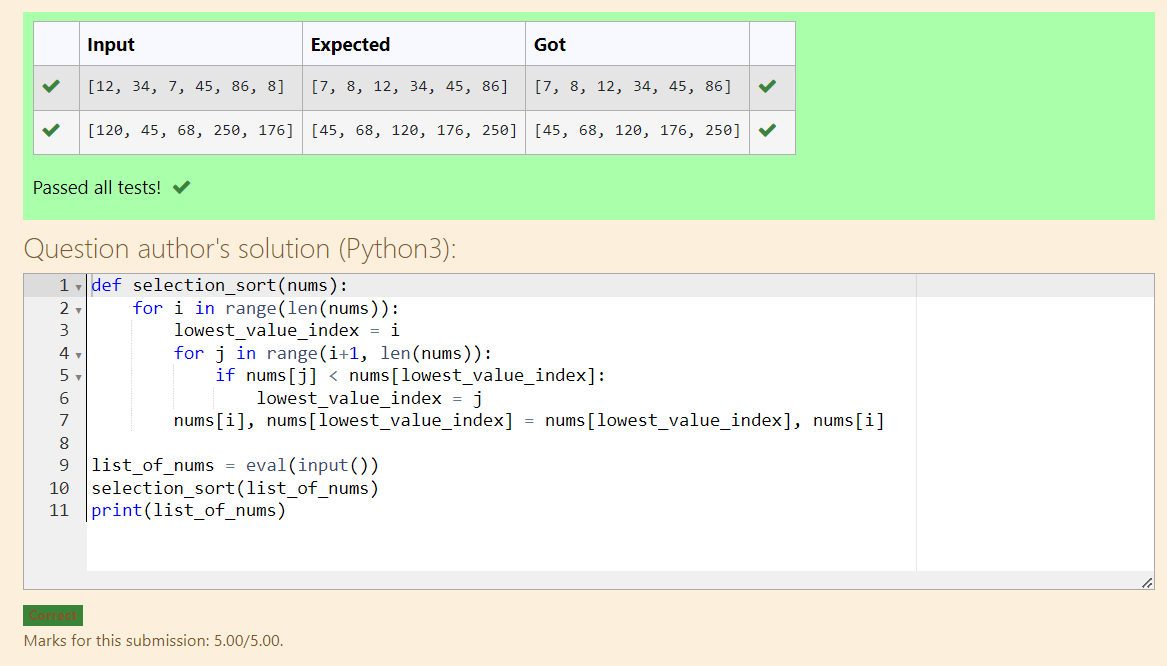 Input Expected Got
[12, 34, 7, 45, 86, 8] [7, 8, 12, 34, 45, 86] [7, 8, 12, 34, 45, 86]
[120, 45, 68, 250, 176] [45, 68, 120, 176, 250] [45, 68, 120, 176, 250]
Passed all tests!
Question author's solution (Python3):
1 def selection_sort(nums):
2     for i in range(len(nums)):
3         lowest_value_index = i
4         for j in range(i+1, len(nums)):
5             if nums[j] < nums[lowest_value_index]:
6                 lowest_value_index = j
7         nums[i], nums[lowest_value_index] = nums[lowest_value_index], nums[i]
8
9 list_of_nums = eval(input())
10 selection_sort(list_of_nums)
11 print(list_of_nums)
Correct
Marks for this submission: 5.00/5.00.